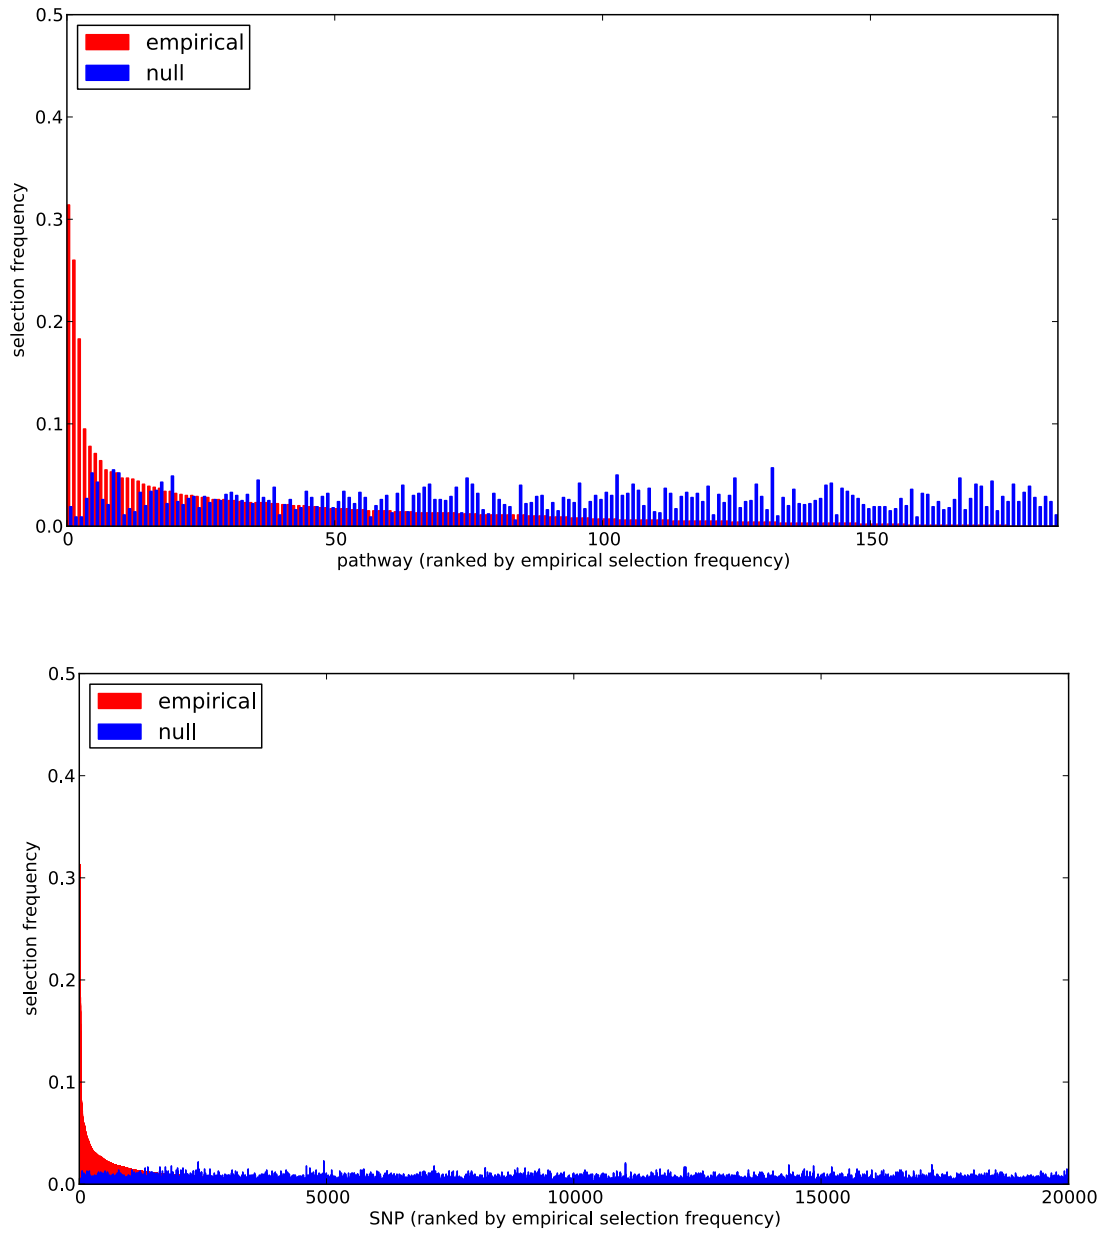 0.5
empirical
null
0.4
0.3
0.2
0.1
0.0
selection frequency
0 50 100 150
pathway (ranked by empirical selection frequency)
0.5
empirical
null
0.4
0.3
0.2
0.1
0.0
selection frequency
0 5000 10000 15000 20000
SNP (ranked by empirical selection frequency)